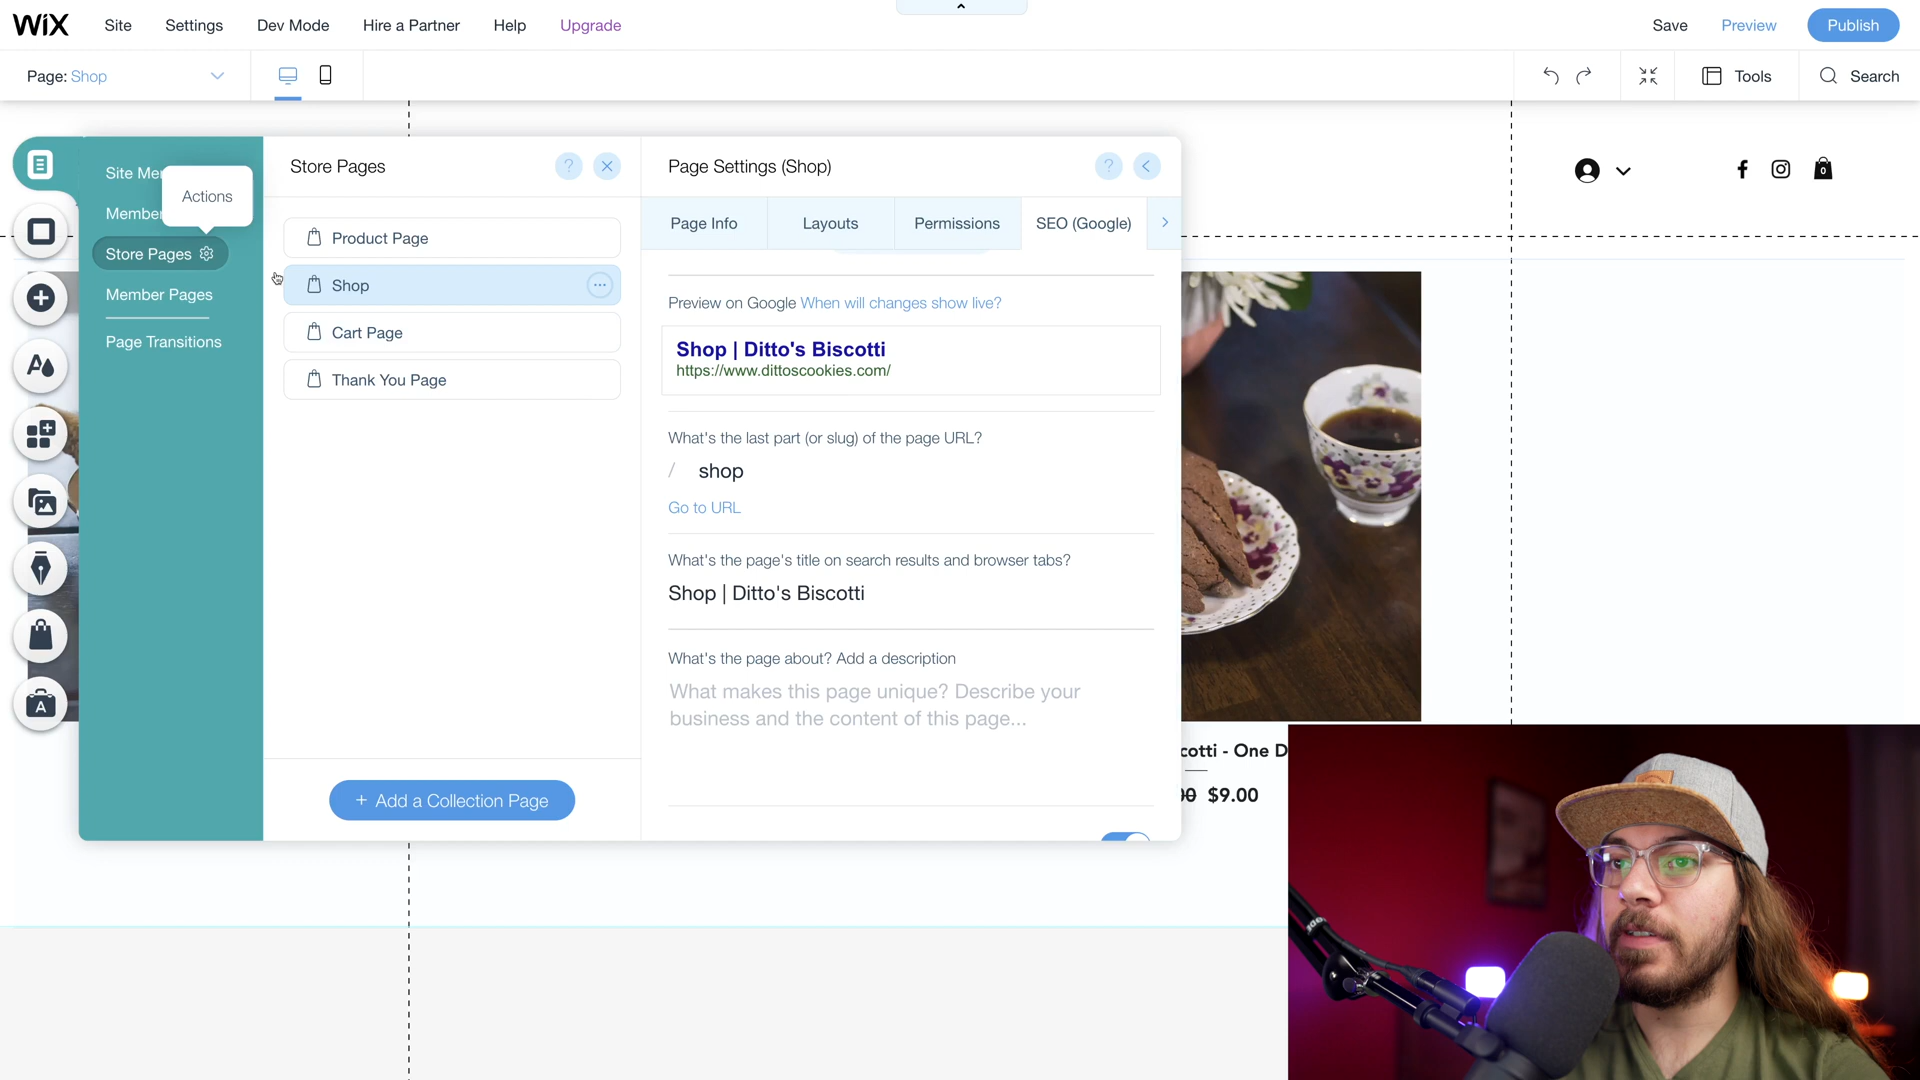 WIX
Site
Settings
Dev Mode
Hire a Partner
Help
Upgrade
Save
Preview
Publish
Page: Shop
Tools
Search
Site Me
Actions
Member
Store Pages
Member Pages
Page Transitions
Store Pages
?
Product Page
Shop
Cart Page
Thank You Page
+ Add a Collection Page
Page Settings (Shop)
?
Page Info
Layouts
Permissions
SEO (Google)
Preview on Google When will changes show live?
Shop | Ditto's Biscotti
https://www.dittoscookies.com/
What's the last part (or slug) of the page URL?
/ shop
Go to URL
What's the page's title on search results and browser tabs?
Shop | Ditto's Biscotti
What's the page about? Add a description
What makes this page unique? Describe your
business and the content of this page...
0
cotti - One D
$9.00
A
A
RODE